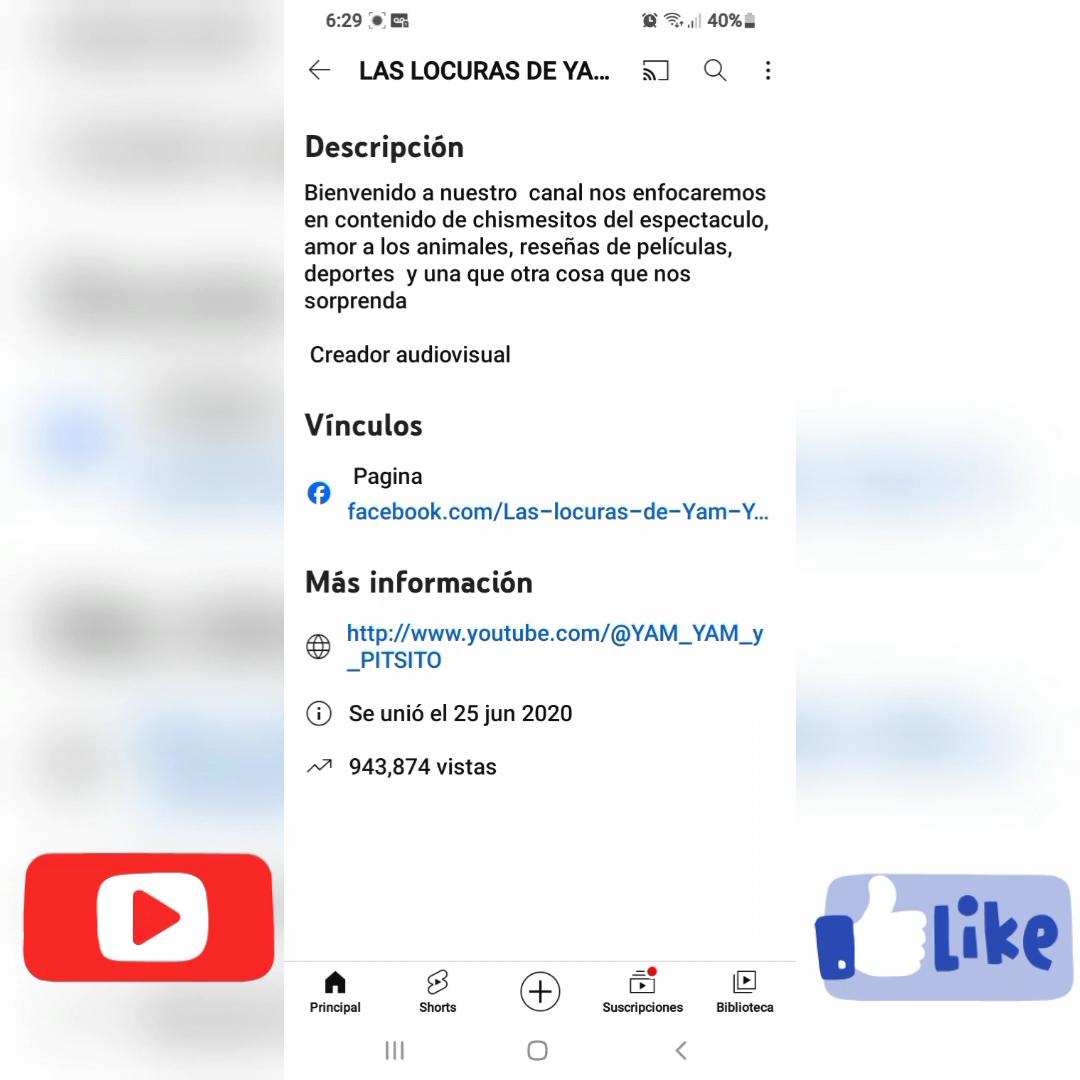 6:29
40%
LAS LOCURAS DE YA...
Descripción
Bienvenido a nuestro canal nos enfocaremos
en contenido de chismesitos del espectaculo,
amor a los animales, reseñas de películas,
deportes y una que otra cosa que nos
sorprenda
Creador audiovisual
Vínculos
Pagina
facebook.com/Las-locuras-de-Yam-Y...
Más información
http://www.youtube.com/@YAM_YAM_y
_PITSITO
Se unió el 25 jun 2020
943,874 vistas
like
Principal
Shorts
Suscripciones
Biblioteca